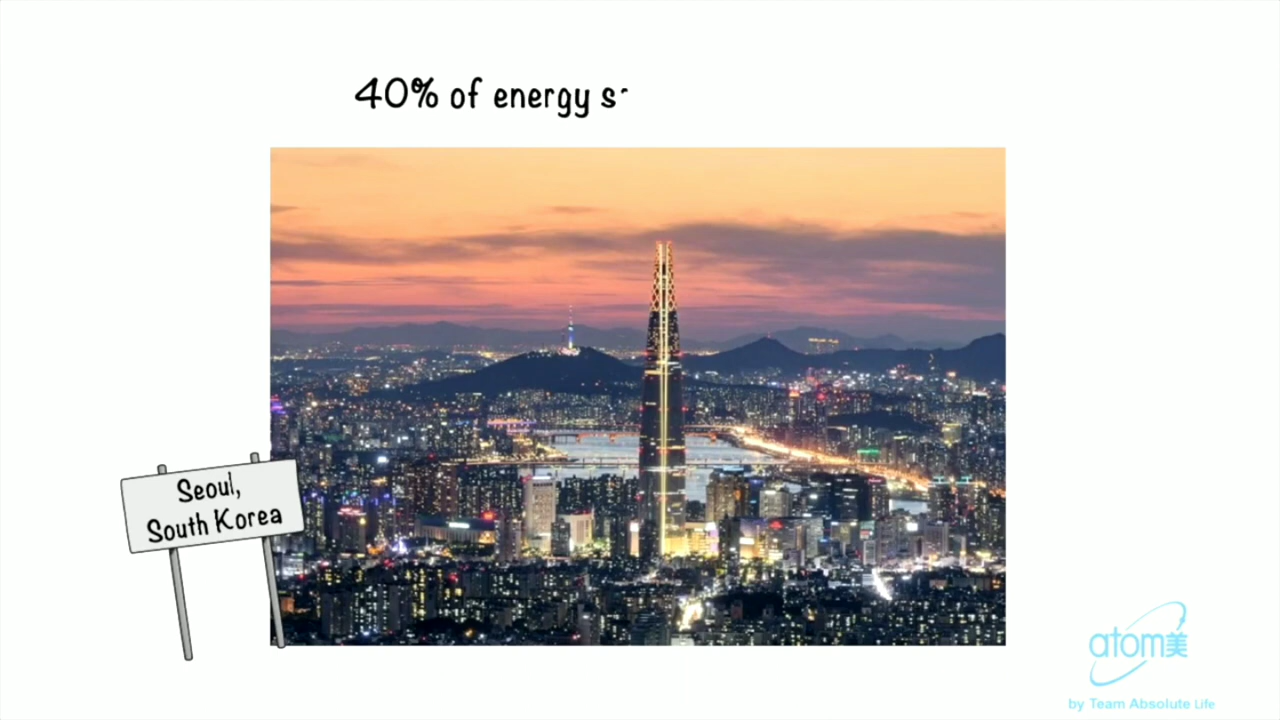 40% of energy
Seoul,
South Korea
atom美
by Team Absolute Life